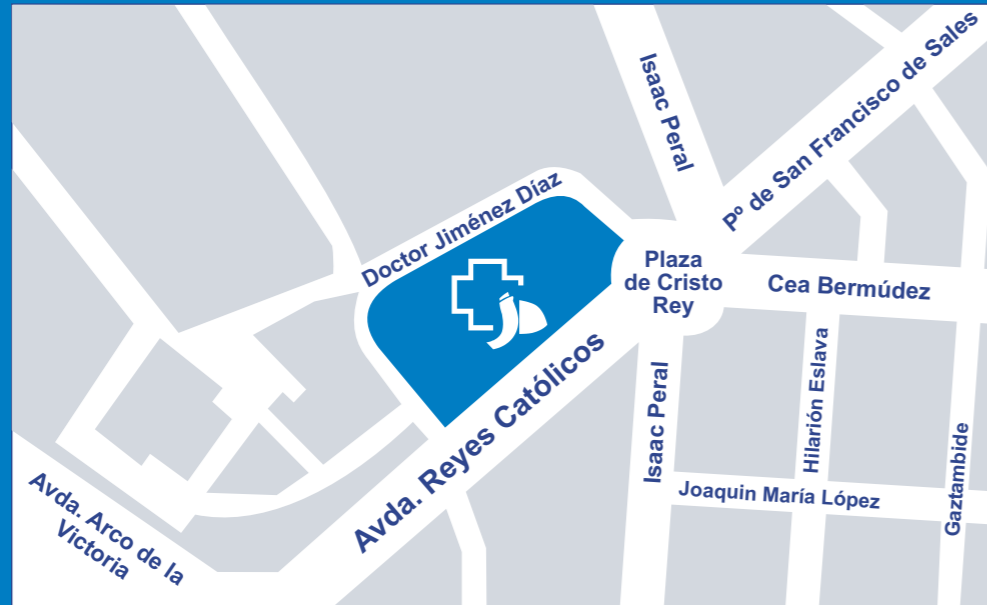 Isaac Peral
Pº de San Francisco de Sales
Doctor Jiménez Díaz
Plaza
de Cristo
Rey
Cea Bermúdez
Avda. Reyes Católicos
Isaac Peral
Hilarión Eslava
Gaztambide
Joaquin María López
Avda. Arco de la
Victoria